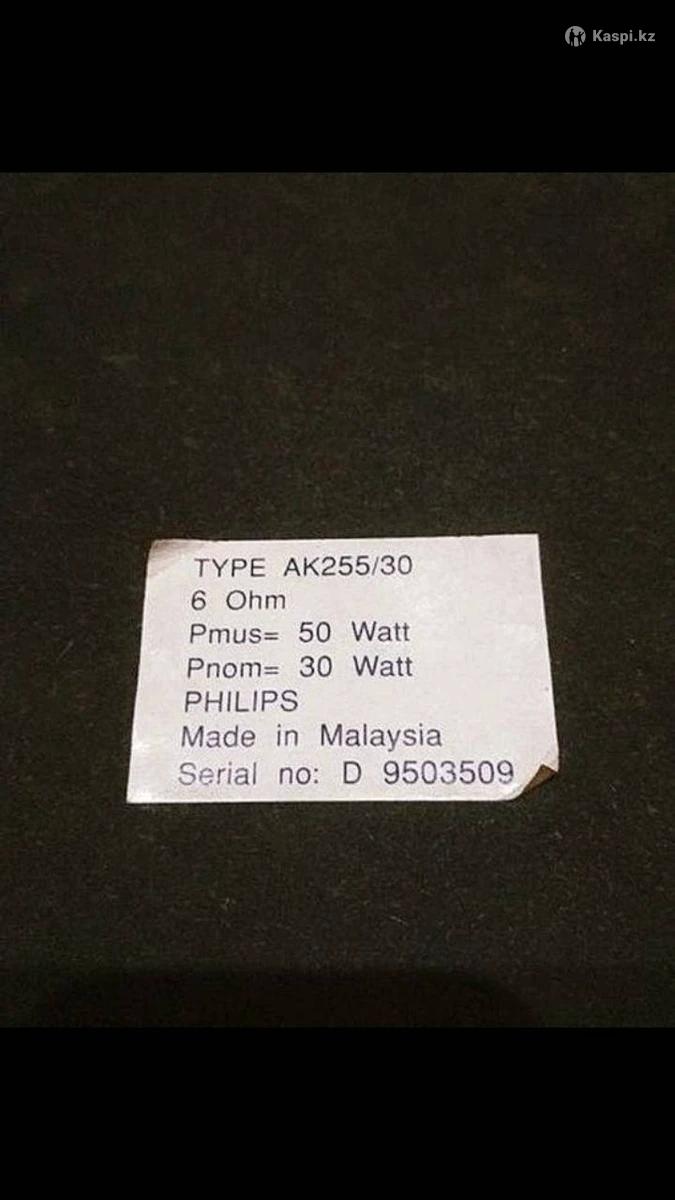 Kaspi.kz
TYPE AK255/30
6 Ohm
Pmus= 50 Watt
Pnom= 30 Watt
PHILIPS
Made in Malaysia
Serial no: D 9503509